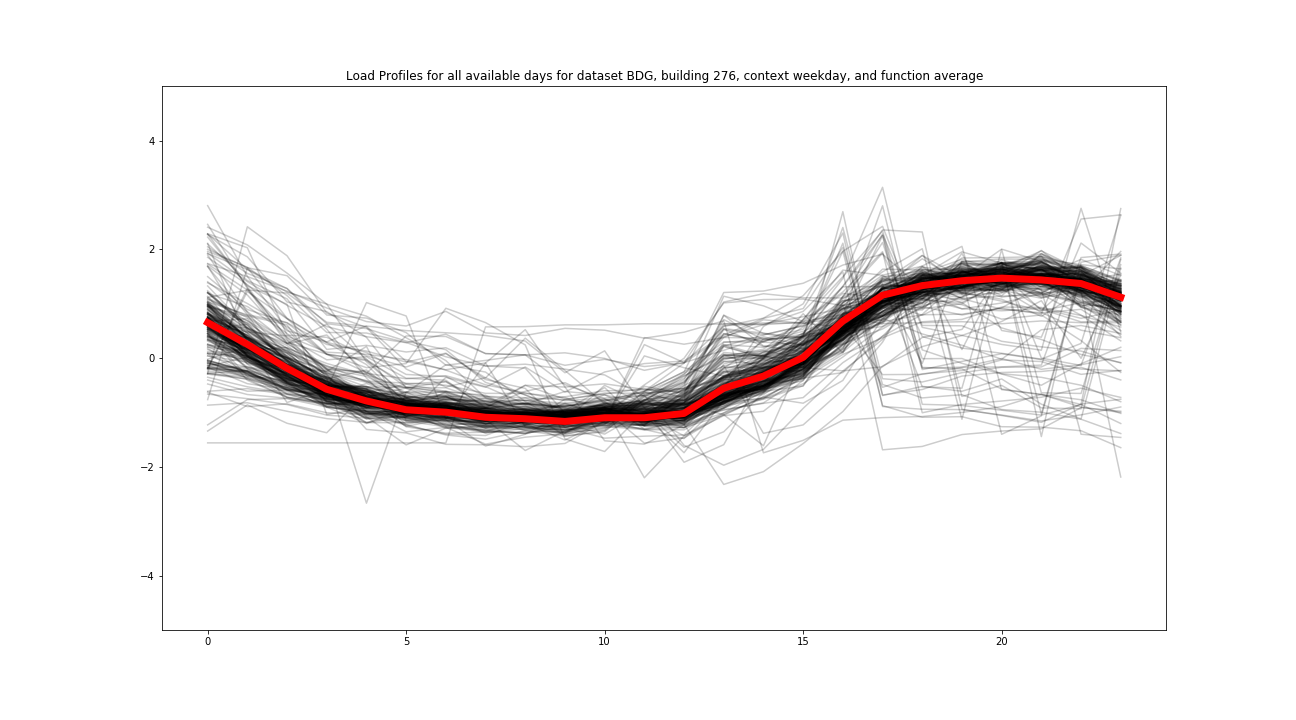 Load Profiles for all available days for dataset BDG, building 276, context weekday, and function average
4
2
0
−2
−4
0 5 10 15 20